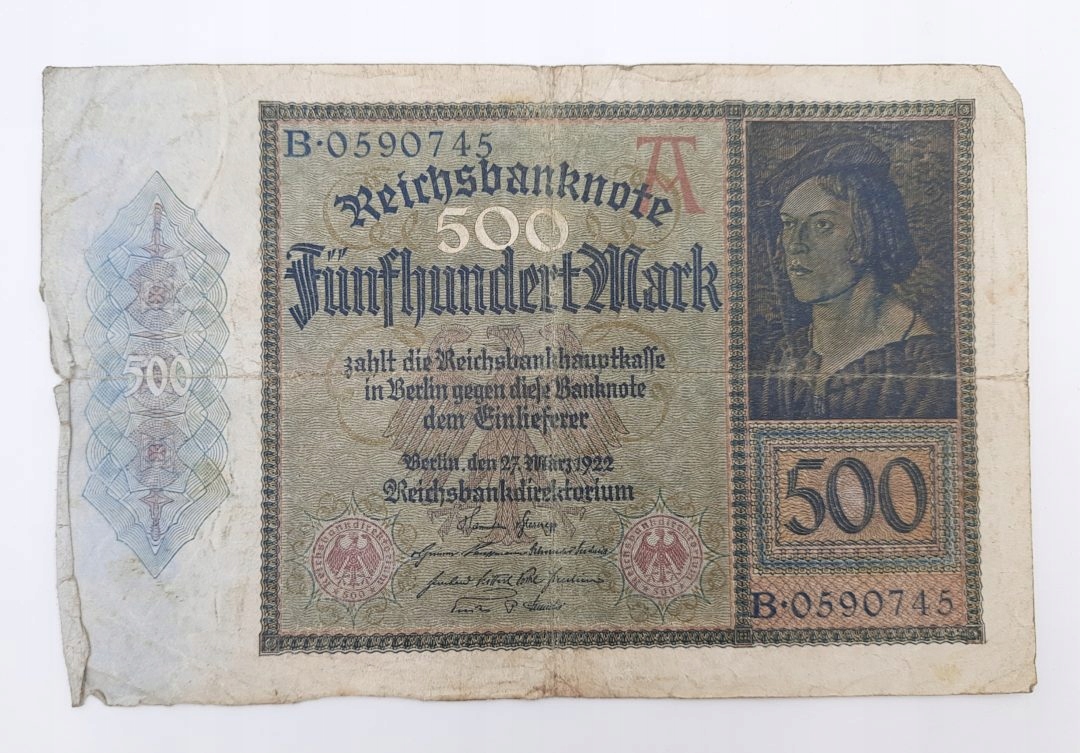 B·0590745
Reichsbanknote
500
Fünfhundert Mark
zahlt die Reichsbankhauptkasse
in Berlin gegen diese Banknote
dem Einlieferer
Berlin, den 27. März 1922
Reichsbankdirektorium
500
500
B·0590745